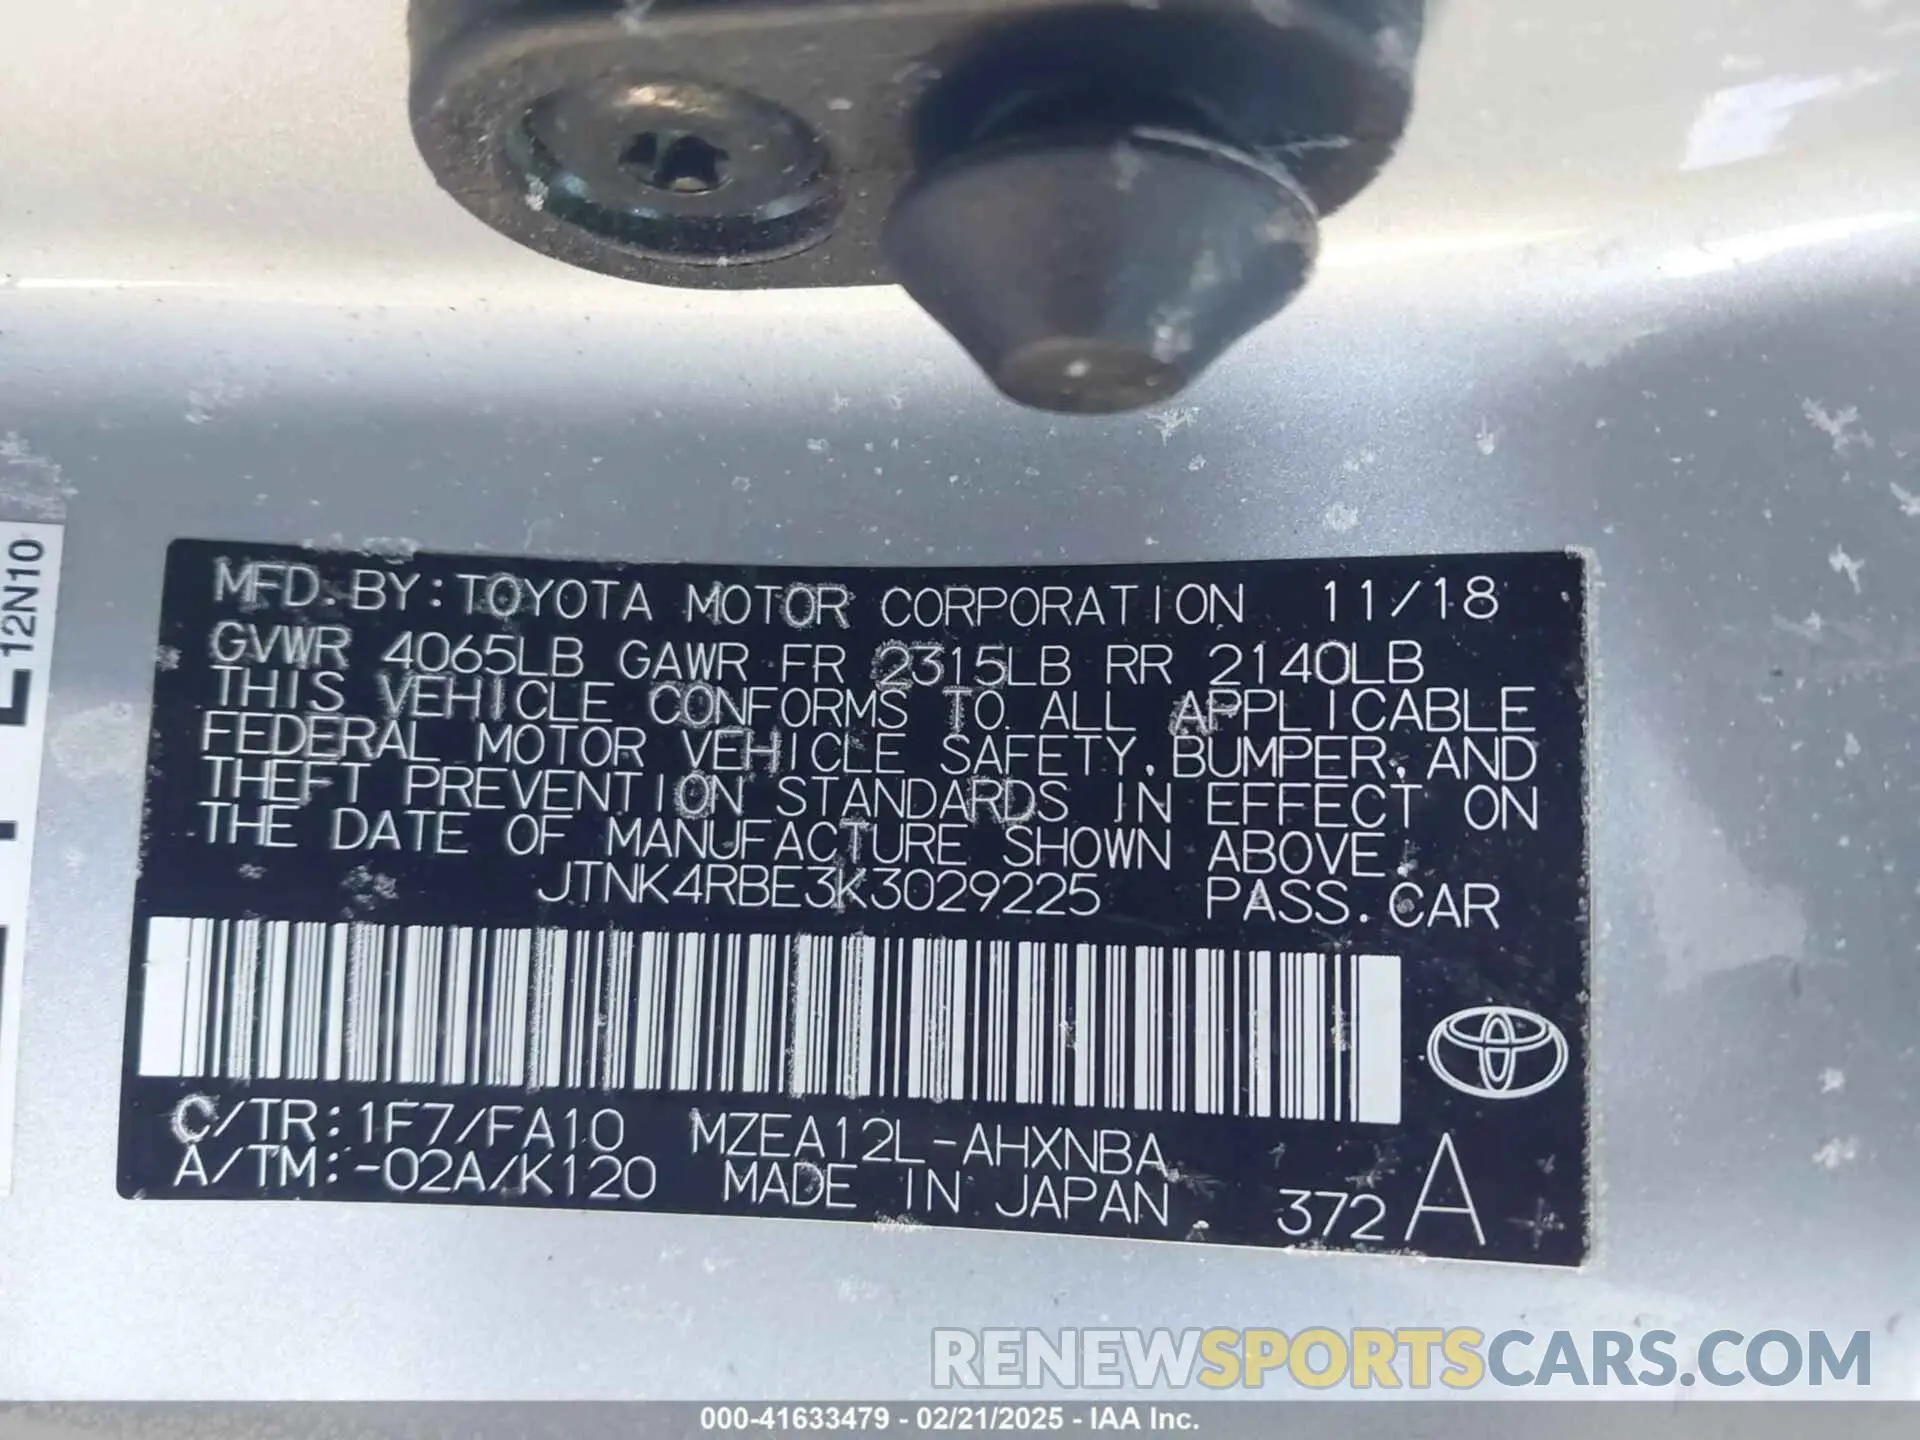 MFD. BY: TOYOTA MOTOR CORPORATION 11/18
GVWR 4065LB GAWR FR 2315LB RR 2140LB
THIS VEHICLE CONFORMS TO ALL APPLICABLE
FEDERAL MOTOR VEHICLE SAFETY, BUMPER, AND
THEFT PREVENTION STANDARDS IN EFFECT ON
THE DATE OF MANUFACTURE SHOWN ABOVE.
JTNK4RBE3K3029225 PASS. CAR
C/TR: 1F7/FA10 MZEA12L-AHXNBA
A/TM: -02A/K120 MADE IN JAPAN 372 A
12N10
RENEWSPORTSCARS.COM
000-41633479 - 02/21/2025 - IAA Inc.